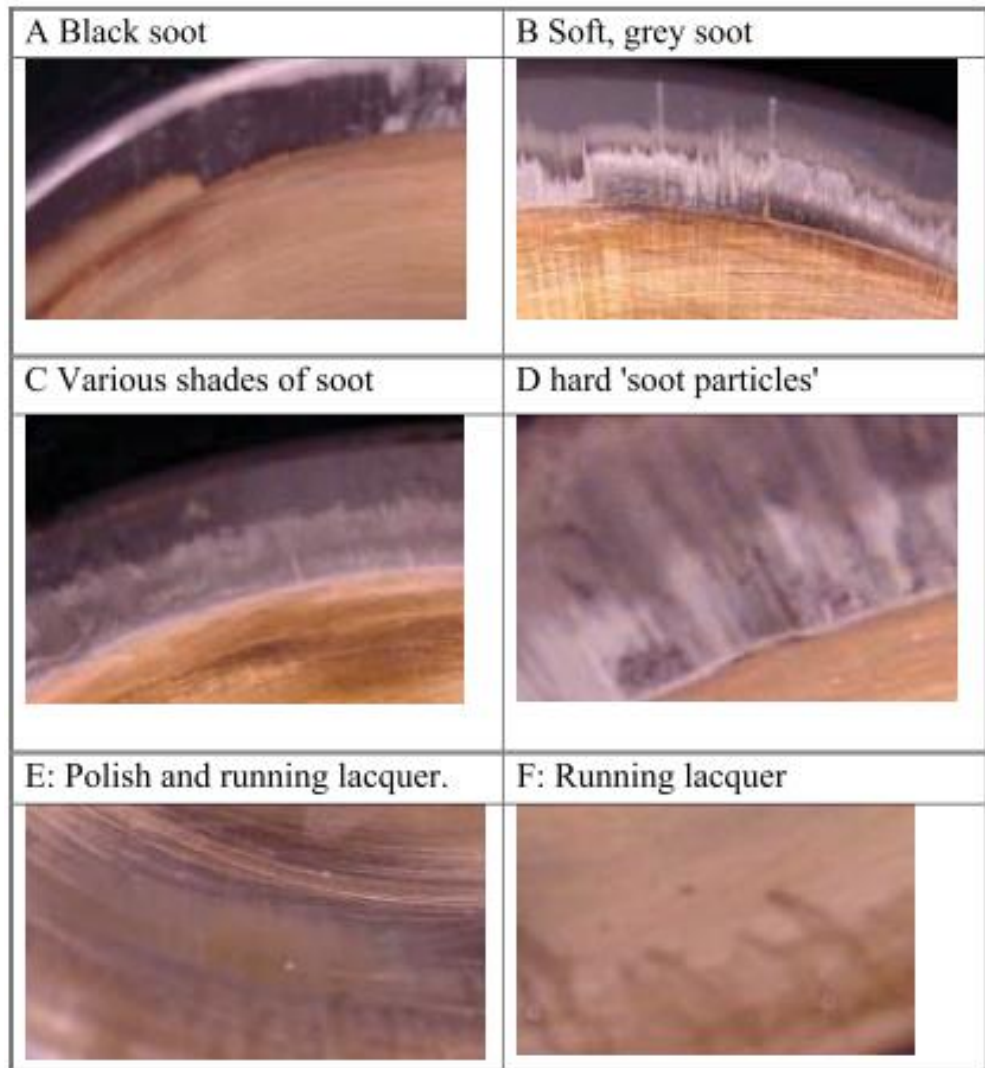 A Black soot
B Soft, grey soot
C Various shades of soot
D hard 'soot particles'
E: Polish and running lacquer.
F: Running lacquer